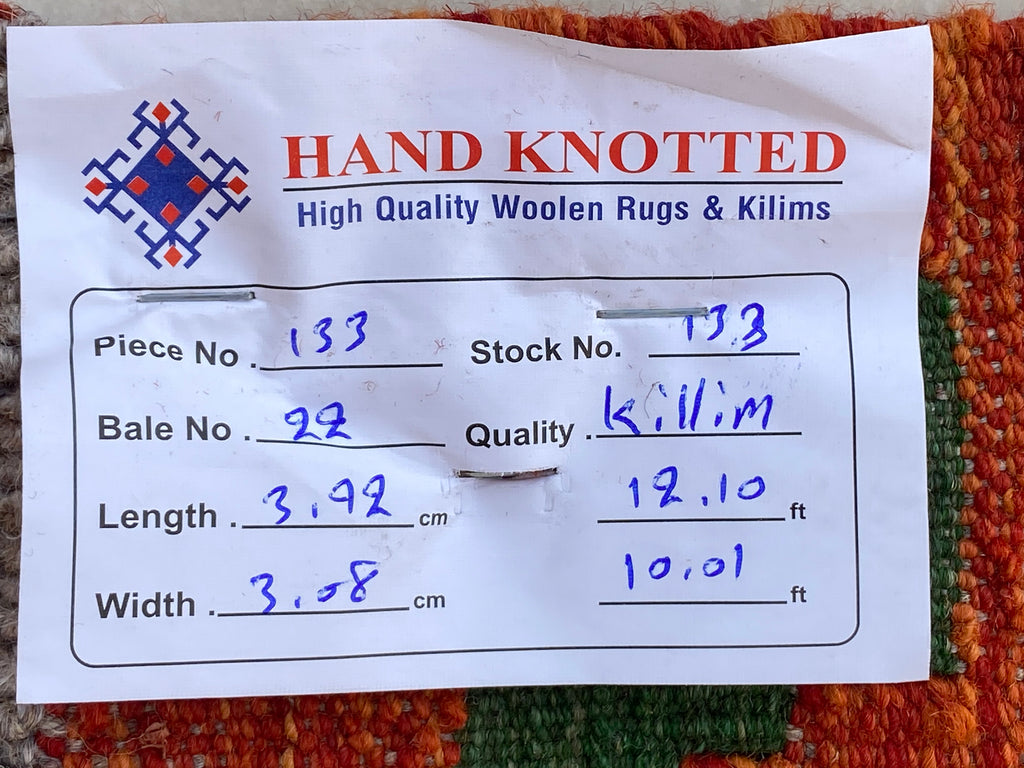 HAND KNOTTED
High Quality Woolen Rugs & Kilims
Piece No. 133 Stock No. 133
Bale No. 22 Quality. Killim
Length. 3.92 cm 12.10 ft
Width. 3.08 cm 10.01 ft